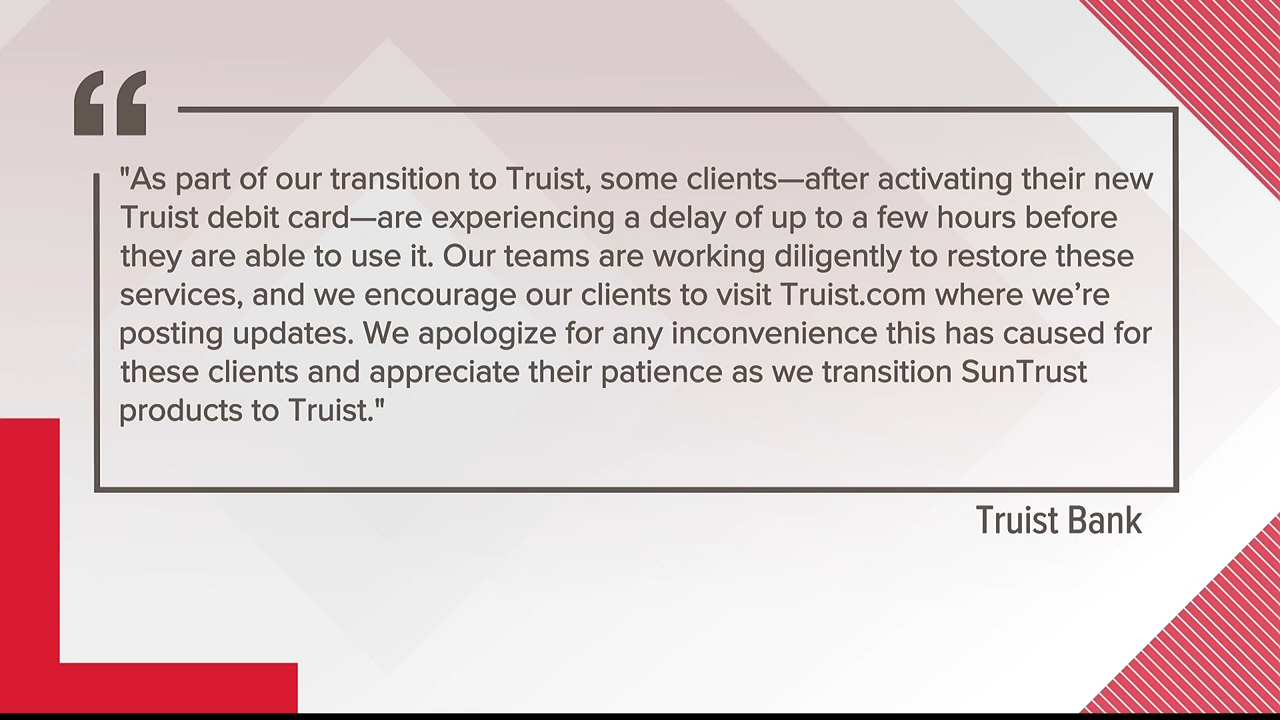 "As part of our transition to Truist, some clients—after activating their new
Truist debit card—are experiencing a delay of up to a few hours before
they are able to use it. Our teams are working diligently to restore these
services, and we encourage our clients to visit Truist.com where we’re
posting updates. We apologize for any inconvenience this has caused for
these clients and appreciate their patience as we transition SunTrust
products to Truist."
Truist Bank